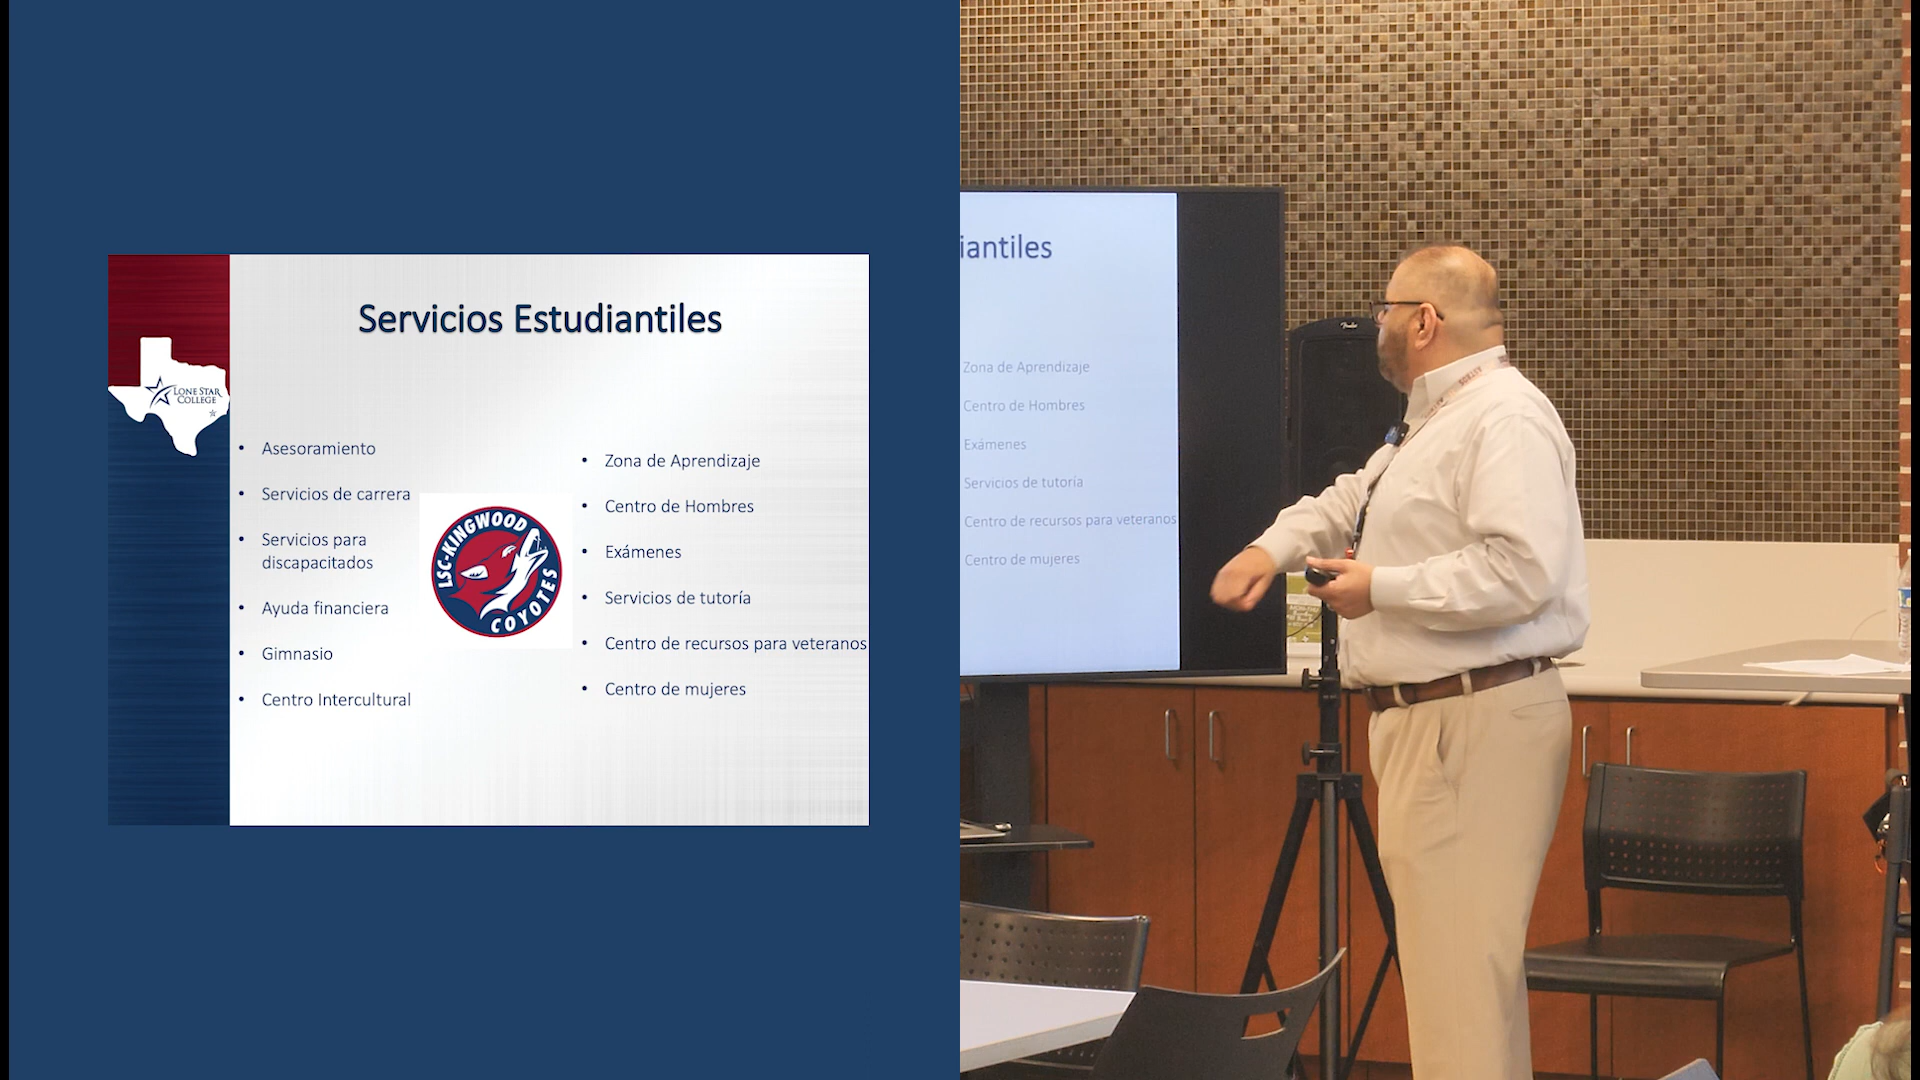 Servicios Estudiantiles
LONE STAR
COLLEGE
• Asesoramiento
• Servicios de carrera
• Servicios para
discapacitados
• Ayuda financiera
• Gimnasio
• Centro Intercultural
LSC-KINGWOOD
COYOTES
• Zona de Aprendizaje
• Centro de Hombres
• Exámenes
• Servicios de tutoría
• Centro de recursos para veteranos
• Centro de mujeres
iantiles
Zona de Aprendizaje
Centro de Hombres
Exámenes
Servicios de tutoría
Centro de recursos para veteranos
Centro de mujeres
Fender